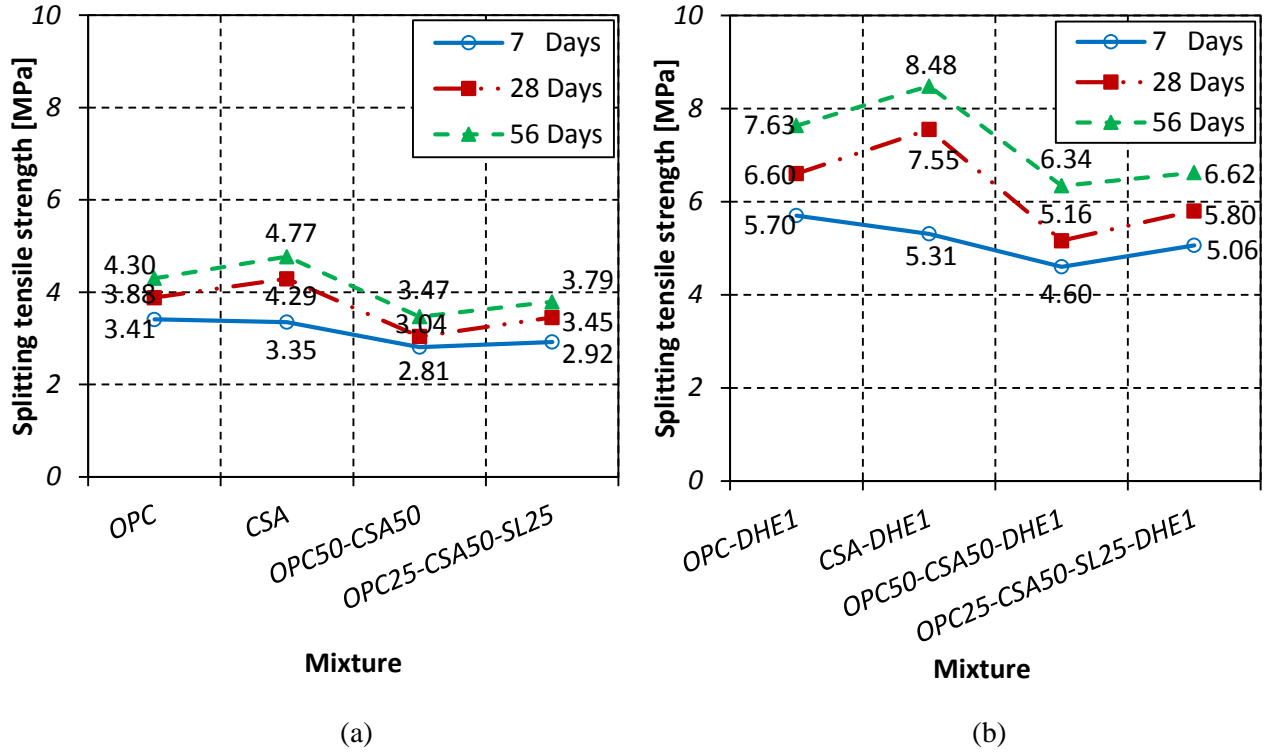 10
8
6
4
2
0
Splitting tensile strength [MPa]
7 Days
28 Days
56 Days
4.30
3.88
3.41
4.77
4.29
3.35
3.47
3.04
2.81
3.79
3.45
2.92
OPC
CSA
OPC50-CSA50
OPC25-CSA50-SL25
Mixture
(a)
10
8
6
4
2
0
Splitting tensile strength [MPa]
7 Days
28 Days
56 Days
7.63
6.60
5.70
8.48
7.55
5.31
6.34
5.16
4.60
6.62
5.80
5.06
OPC-DHE1
CSA-DHE1
OPC50-CSA50-DHE1
OPC25-CSA50-SL25-DHE1
Mixture
(b)